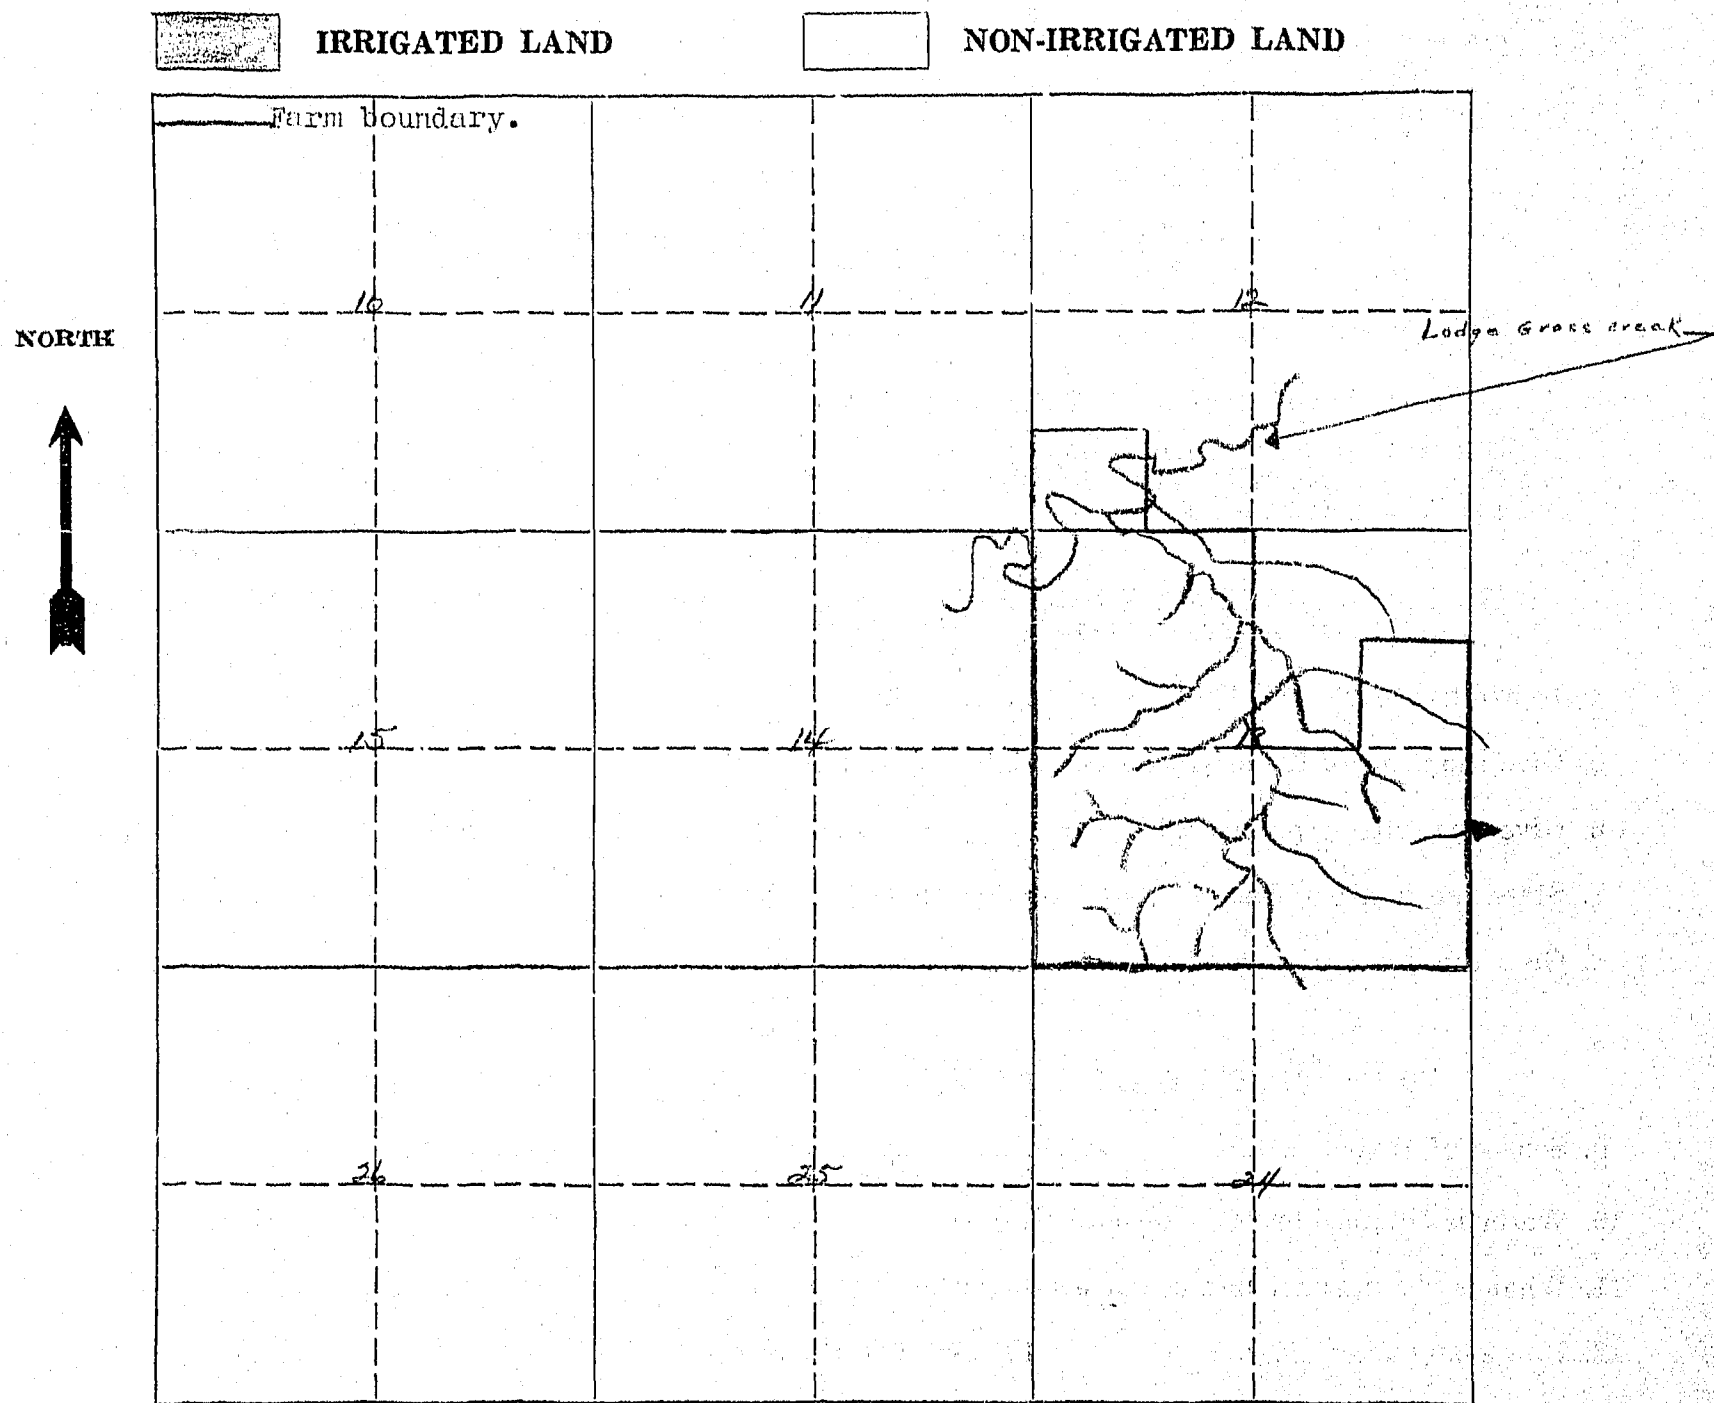 IRRIGATED LAND NON-IRRIGATED LAND
Farm boundary.
10 11 12
NORTH
Lodge Grass creek
15 14 13
26 25 24